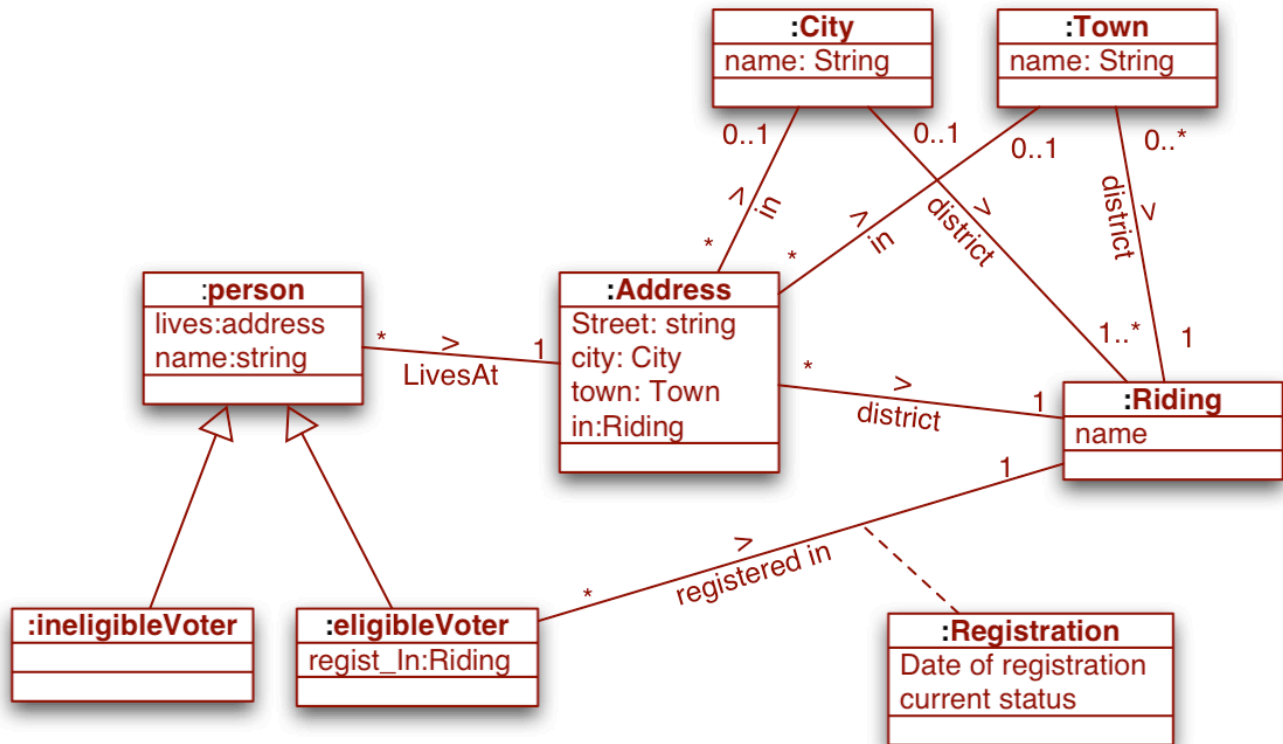 :City
name: String
:Town
name: String
0..1
0..1
0..1
0..*
>
in
>
in
>
district
>
district
*
*
:person
lives:address
name:string
*
>
LivesAt
1
:Address
Street: string
city: City
town: Town
in:Riding
*
>
district
1
1..*
1
:Riding
name
1
>
registered in
*
:ineligibleVoter
:eligibleVoter
regist_In:Riding
:Registration
Date of registration
current status